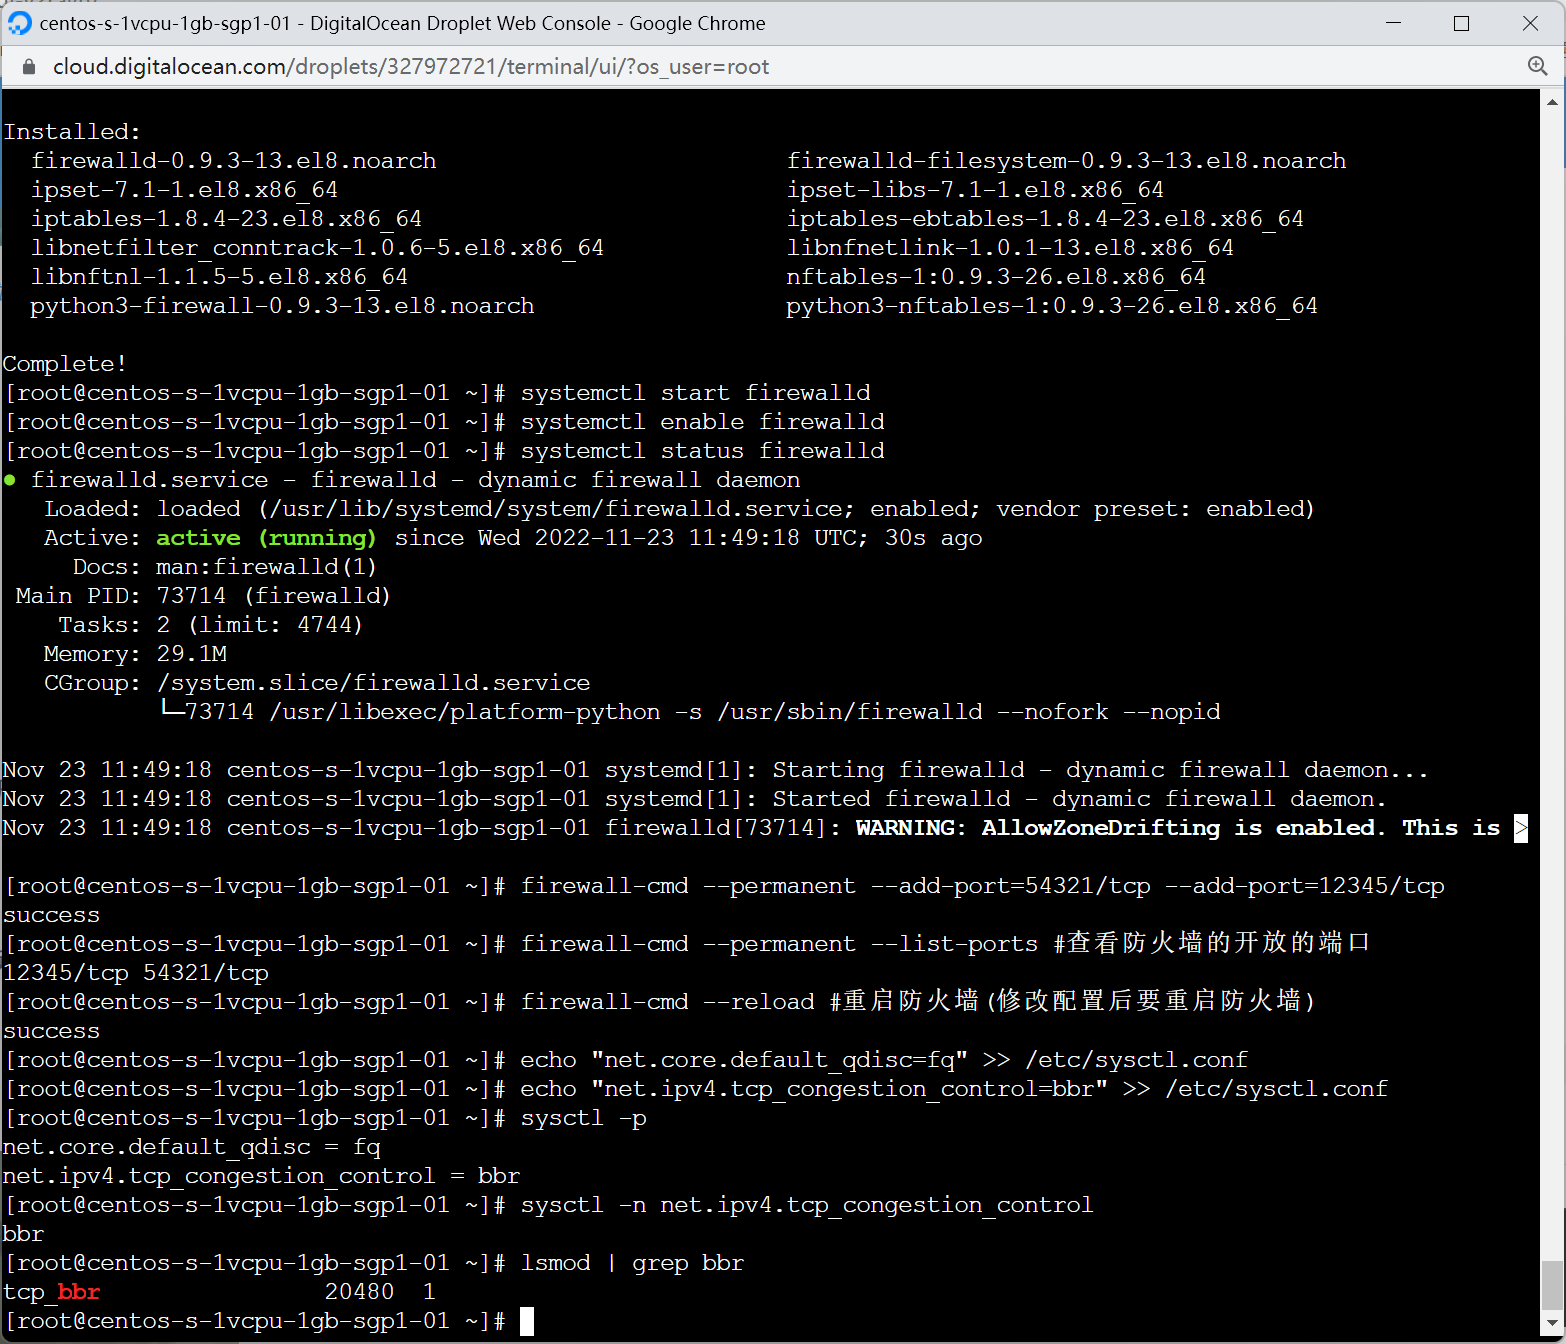 centos-s-1vcpu-1gb-sgp1-01 - DigitalOcean Droplet Web Console - Google Chrome
cloud.digitalocean.com/droplets/327972721/terminal/ui/?os_user=root
Installed:
  firewalld-0.9.3-13.el8.noarch                         firewalld-filesystem-0.9.3-13.el8.noarch
  ipset-7.1-1.el8.x86_64                                ipset-libs-7.1-1.el8.x86_64
  iptables-1.8.4-23.el8.x86_64                          iptables-ebtables-1.8.4-23.el8.x86_64
  libnetfilter_conntrack-1.0.6-5.el8.x86_64             libnfnetlink-1.0.1-13.el8.x86_64
  libnftnl-1.1.5-5.el8.x86_64                           nftables-1:0.9.3-26.el8.x86_64
  python3-firewall-0.9.3-13.el8.noarch                  python3-nftables-1:0.9.3-26.el8.x86_64
Complete!
[root@centos-s-1vcpu-1gb-sgp1-01 ~]# systemctl start firewalld
[root@centos-s-1vcpu-1gb-sgp1-01 ~]# systemctl enable firewalld
[root@centos-s-1vcpu-1gb-sgp1-01 ~]# systemctl status firewalld
● firewalld.service - firewalld - dynamic firewall daemon
   Loaded: loaded (/usr/lib/systemd/system/firewalld.service; enabled; vendor preset: enabled)
   Active: active (running) since Wed 2022-11-23 11:49:18 UTC; 30s ago
     Docs: man:firewalld(1)
 Main PID: 73714 (firewalld)
    Tasks: 2 (limit: 4744)
   Memory: 29.1M
   CGroup: /system.slice/firewalld.service
           └─73714 /usr/libexec/platform-python -s /usr/sbin/firewalld --nofork --nopid
Nov 23 11:49:18 centos-s-1vcpu-1gb-sgp1-01 systemd[1]: Starting firewalld - dynamic firewall daemon...
Nov 23 11:49:18 centos-s-1vcpu-1gb-sgp1-01 systemd[1]: Started firewalld - dynamic firewall daemon.
Nov 23 11:49:18 centos-s-1vcpu-1gb-sgp1-01 firewalld[73714]: WARNING: AllowZoneDrifting is enabled. This is >
[root@centos-s-1vcpu-1gb-sgp1-01 ~]# firewall-cmd --permanent --add-port=54321/tcp --add-port=12345/tcp
success
[root@centos-s-1vcpu-1gb-sgp1-01 ~]# firewall-cmd --permanent --list-ports #查看防火墙的开放的端口
12345/tcp 54321/tcp
[root@centos-s-1vcpu-1gb-sgp1-01 ~]# firewall-cmd --reload #重启防火墙(修改配置后要重启防火墙)
success
[root@centos-s-1vcpu-1gb-sgp1-01 ~]# echo "net.core.default_qdisc=fq" >> /etc/sysctl.conf
[root@centos-s-1vcpu-1gb-sgp1-01 ~]# echo "net.ipv4.tcp_congestion_control=bbr" >> /etc/sysctl.conf
[root@centos-s-1vcpu-1gb-sgp1-01 ~]# sysctl -p
net.core.default_qdisc = fq
net.ipv4.tcp_congestion_control = bbr
[root@centos-s-1vcpu-1gb-sgp1-01 ~]# sysctl -n net.ipv4.tcp_congestion_control
bbr
[root@centos-s-1vcpu-1gb-sgp1-01 ~]# lsmod | grep bbr
tcp_bbr                20480  1
[root@centos-s-1vcpu-1gb-sgp1-01 ~]#